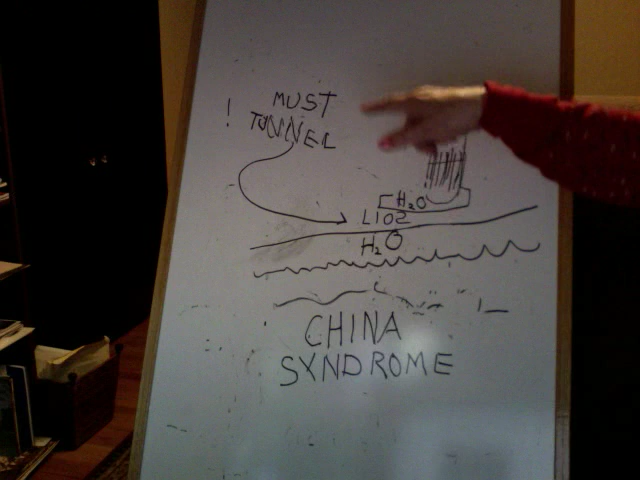 ! MUST
TUNNEL
H₂O
LIO2
H₂O
CHINA
SYNDROME